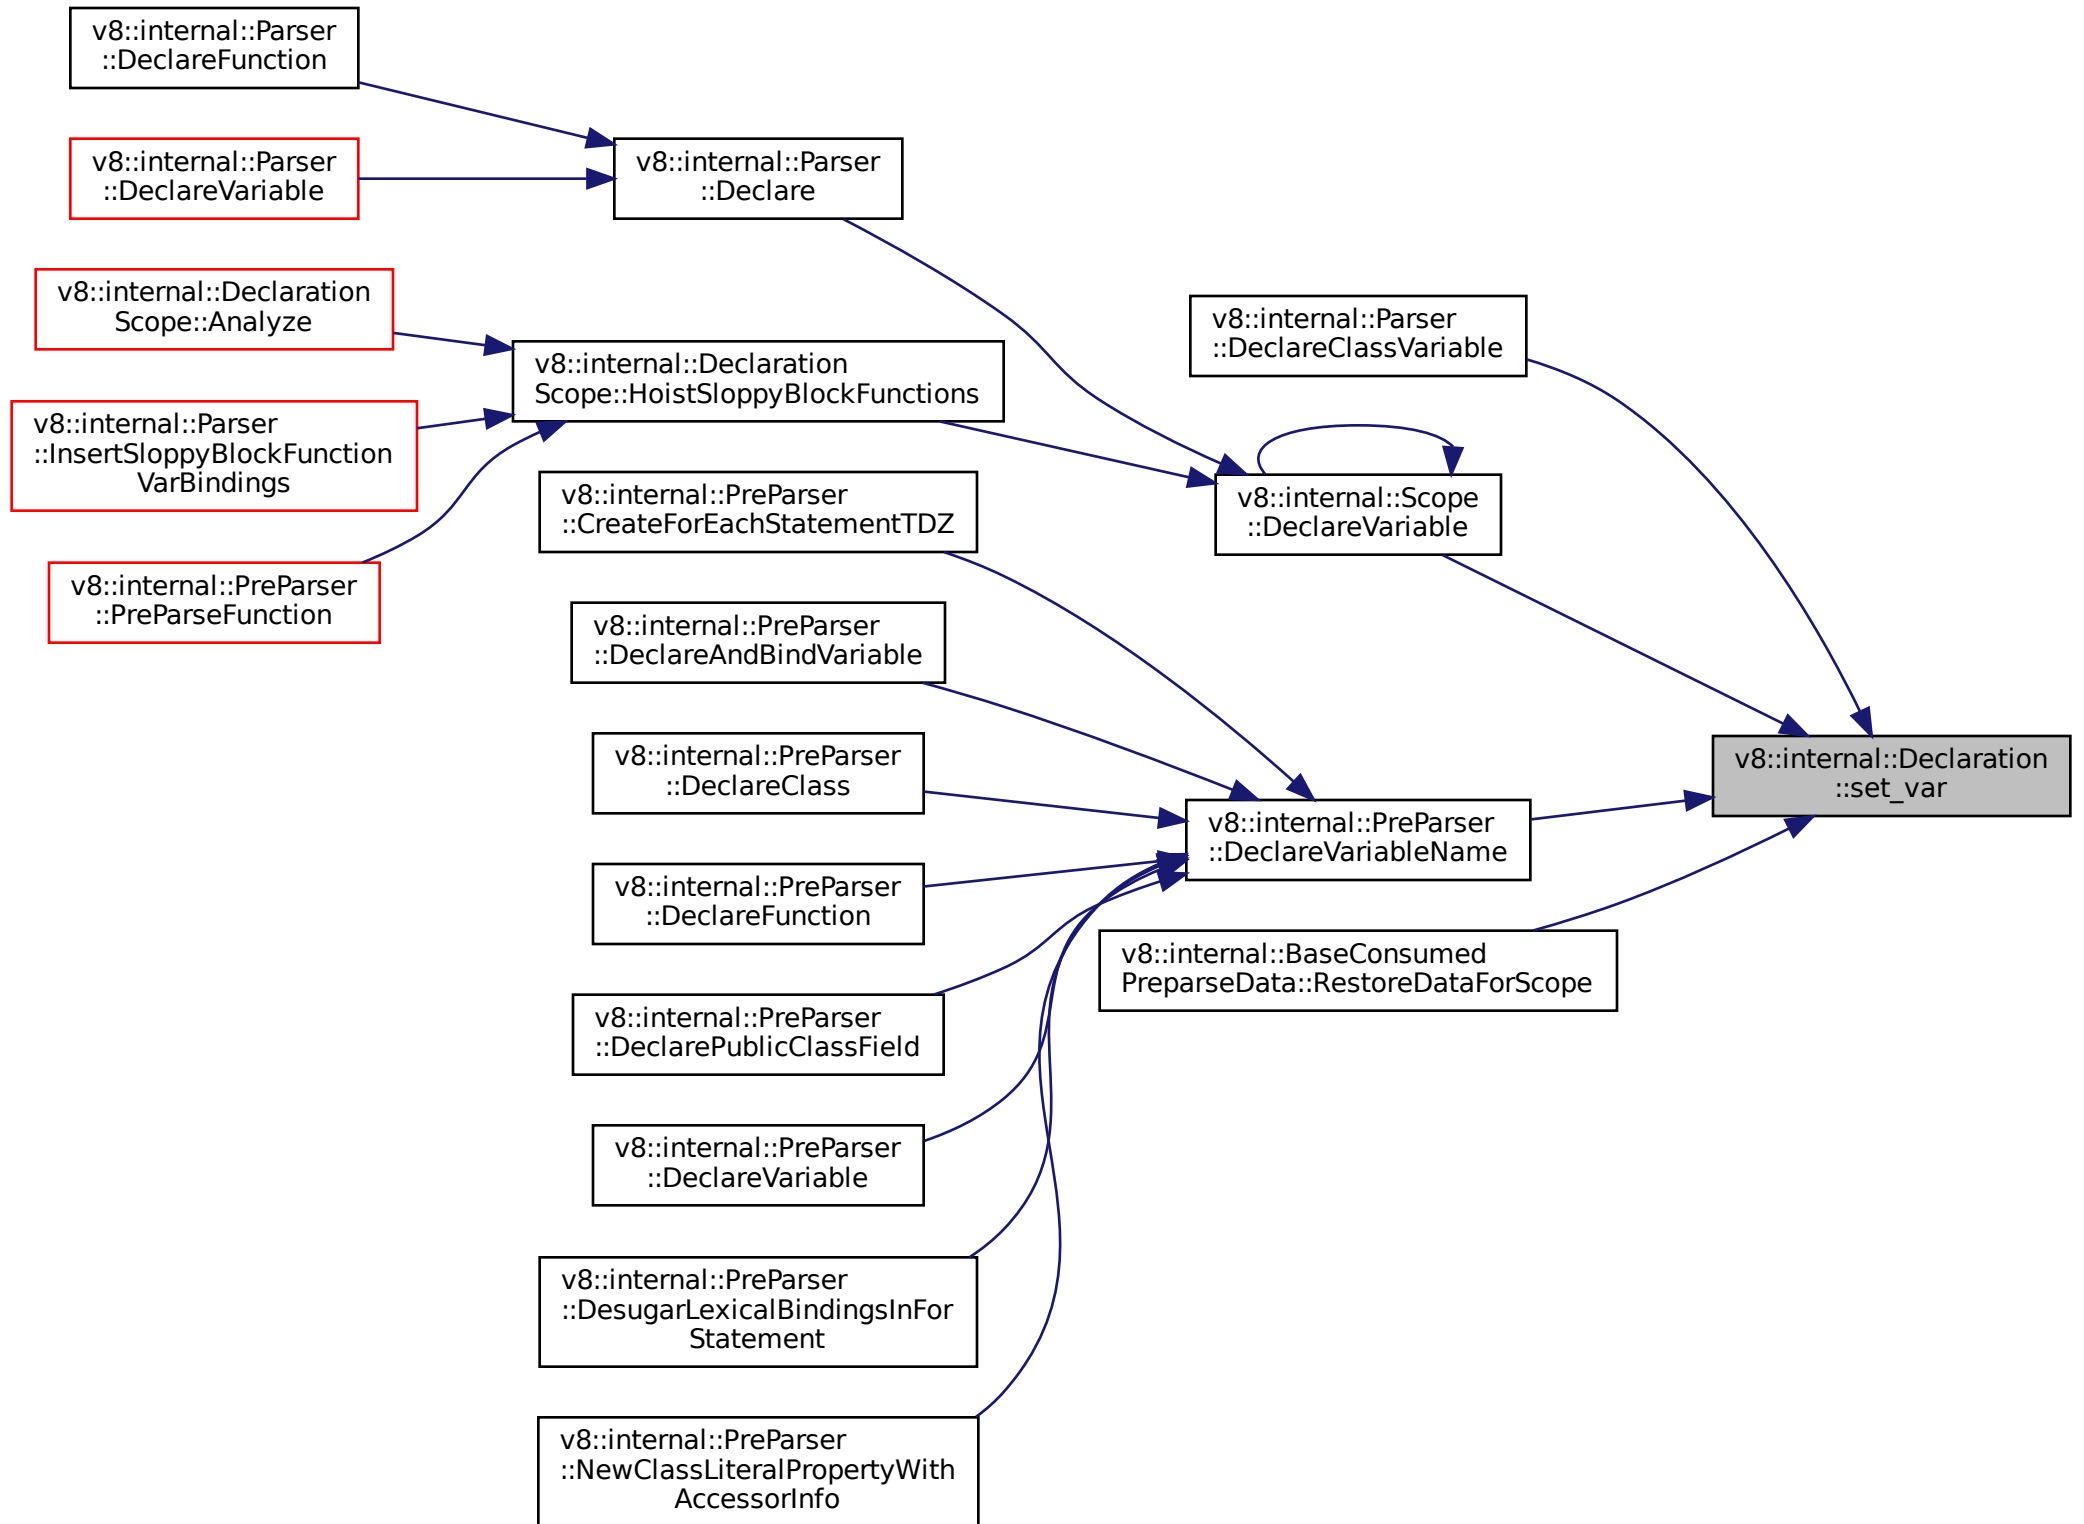 v8::internal::Parser
::DeclareFunction
v8::internal::Parser
::DeclareVariable
v8::internal::Parser
::Declare
v8::internal::Declaration
Scope::Analyze
v8::internal::Declaration
Scope::HoistSloppyBlockFunctions
v8::internal::Parser
::InsertSloppyBlockFunction
VarBindings
v8::internal::PreParser
::PreParseFunction
v8::internal::Parser
::DeclareClassVariable
v8::internal::Scope
::DeclareVariable
v8::internal::PreParser
::CreateForEachStatementTDZ
v8::internal::PreParser
::DeclareAndBindVariable
v8::internal::PreParser
::DeclareClass
v8::internal::PreParser
::DeclareFunction
v8::internal::PreParser
::DeclarePublicClassField
v8::internal::PreParser
::DeclareVariable
v8::internal::PreParser
::DesugarLexicalBindingsInFor
Statement
v8::internal::PreParser
::NewClassLiteralPropertyWith
AccessorInfo
v8::internal::PreParser
::DeclareVariableName
v8::internal::BaseConsumed
PreparseData::RestoreDataForScope
v8::internal::Declaration
::set_var